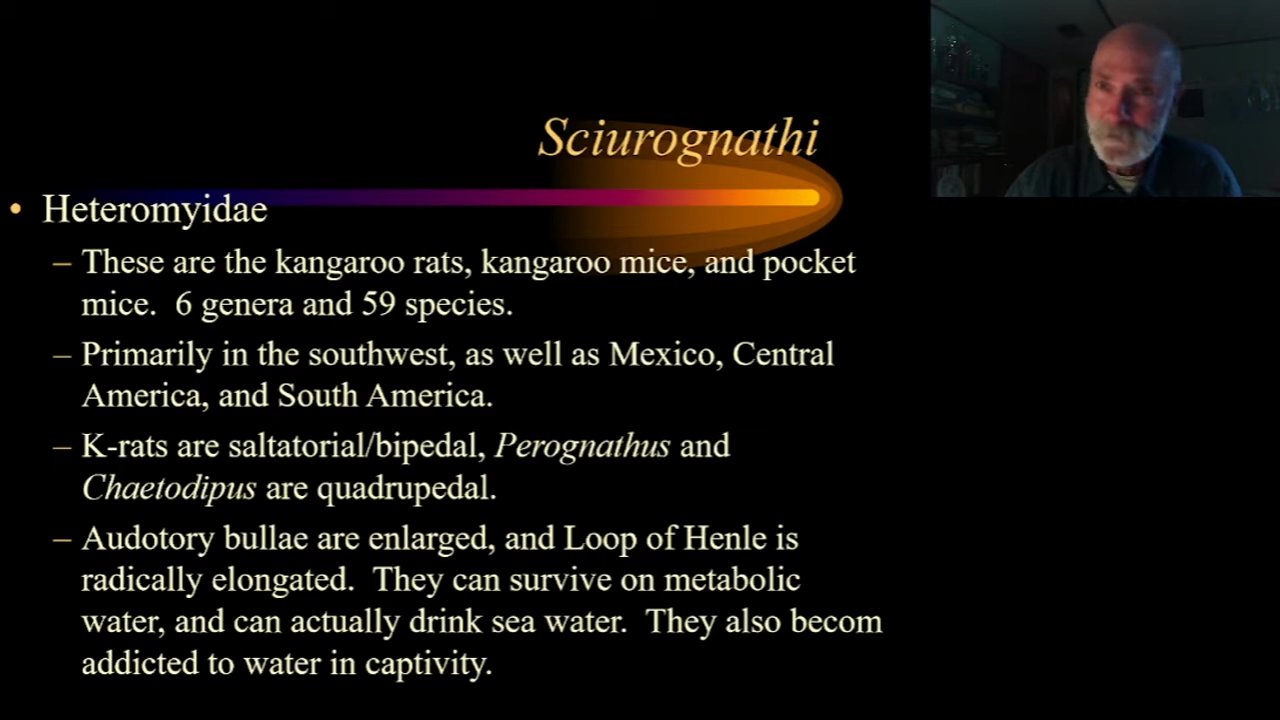 Sciurognathi
• Heteromyidae
– These are the kangaroo rats, kangaroo mice, and pocket
mice. 6 genera and 59 species.
– Primarily in the southwest, as well as Mexico, Central
America, and South America.
– K-rats are saltatorial/bipedal, Perognathus and
Chaetodipus are quadrupedal.
– Audotory bullae are enlarged, and Loop of Henle is
radically elongated. They can survive on metabolic
water, and can actually drink sea water. They also becom
addicted to water in captivity.